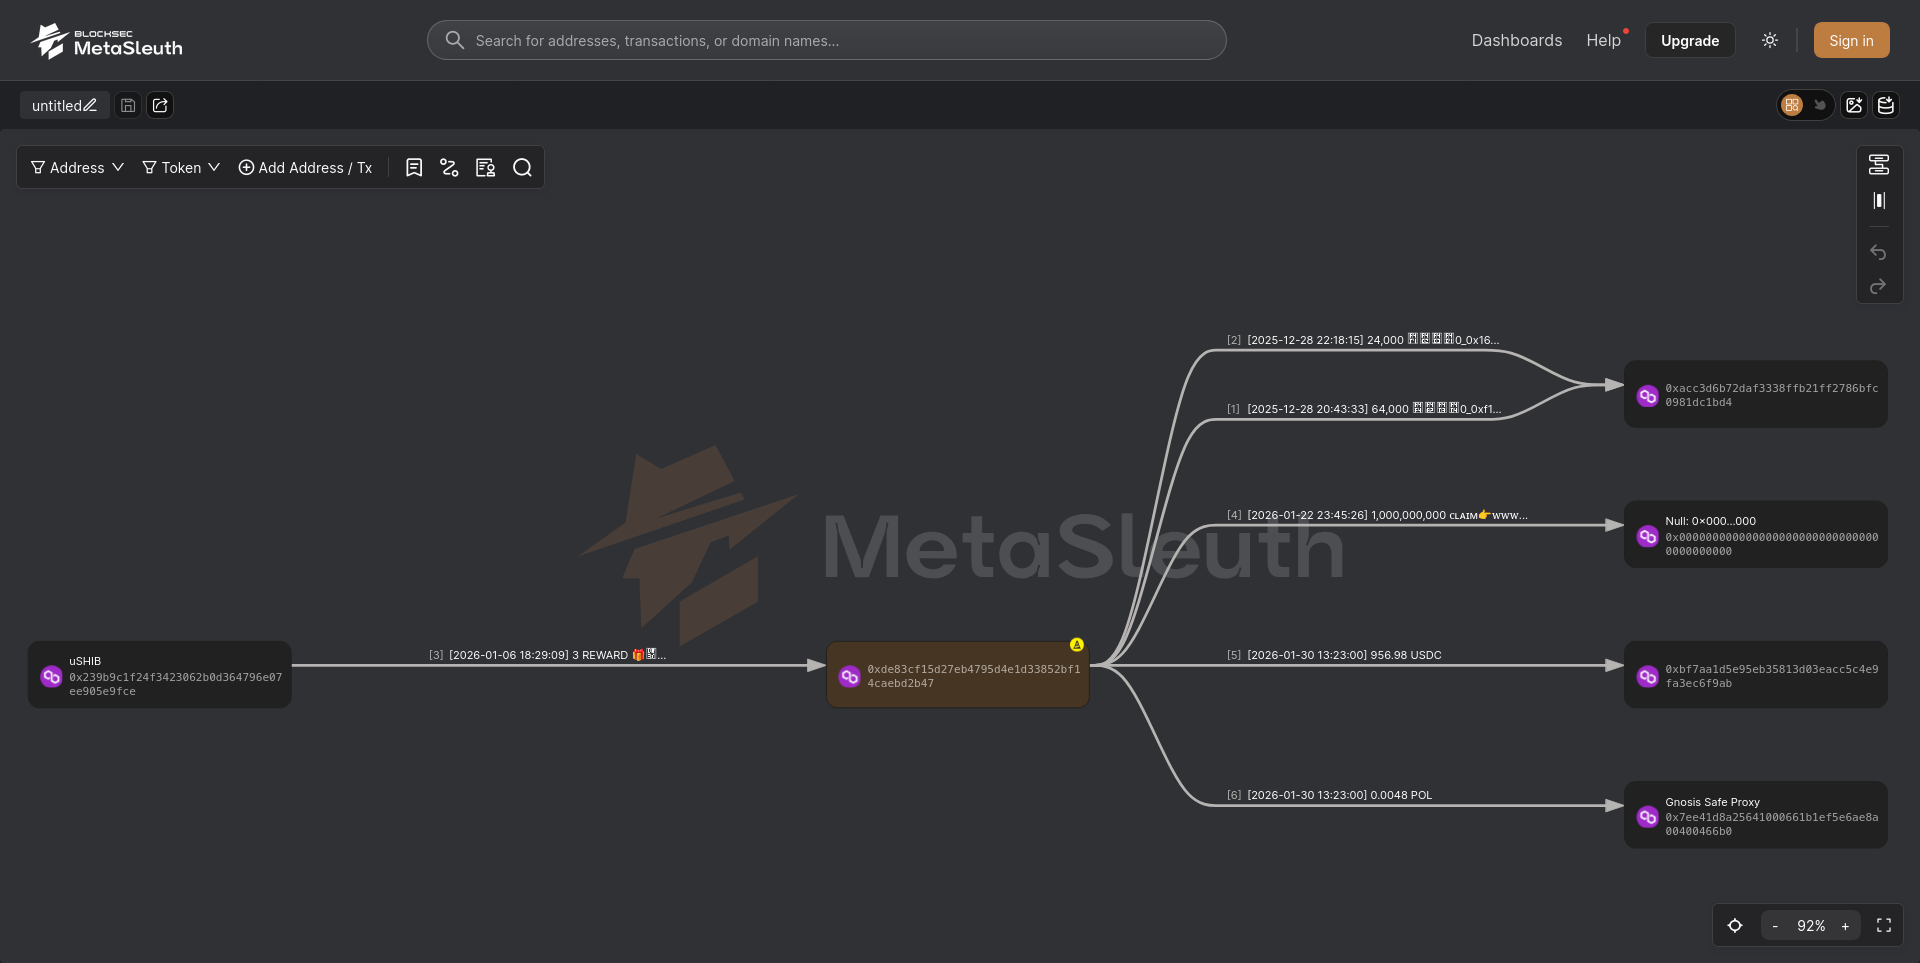 BLOCKSEC
MetaSleuth
Search for addresses, transactions, or domain names...
Dashboards
Help
Upgrade
Sign in
untitled
Address
Token
Add Address / Tx
[2] [2025-12-28 22:18:15] 24,000 0_0x16...
[1] [2025-12-28 20:43:33] 64,000 0_0xf1...
0xacc3d6b72daf3338ffb21ff2786bfc
0981dc1bd4
[4] [2026-01-22 23:45:26] 1,000,000,000 ᴄʟᴀɪᴍ👉ᴡᴡᴡ...
Null: 0x000...000
0x000000000000000000000000000000
0000000000
MetaSleuth
uSHIB
0x239b9c1f24f3423062b0d364796e07
ee905e9fce
[3] [2026-01-06 18:29:09] 3 REWARD 🎁...
0xde83cf15d27eb4795d4e1d33852bf1
4caebd2b47
[5] [2026-01-30 13:23:00] 956.98 USDC
0xbf7aa1d5e95eb35813d03eacc5c4e9
fa3ec6f9ab
[6] [2026-01-30 13:23:00] 0.0048 POL
Gnosis Safe Proxy
0x7ee41d8a25641000661b1ef5e6ae8a
00400466b0
- 92% +